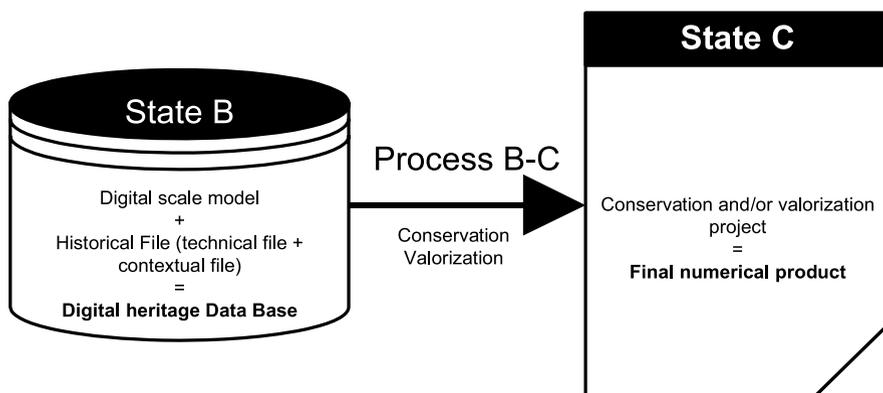 State B
Digital scale model
+
Historical File (technical file +
contextual file)
=
Digital heritage Data Base
Process B-C
Conservation
Valorization
State C
Conservation and/or valorization
project
=
Final numerical product